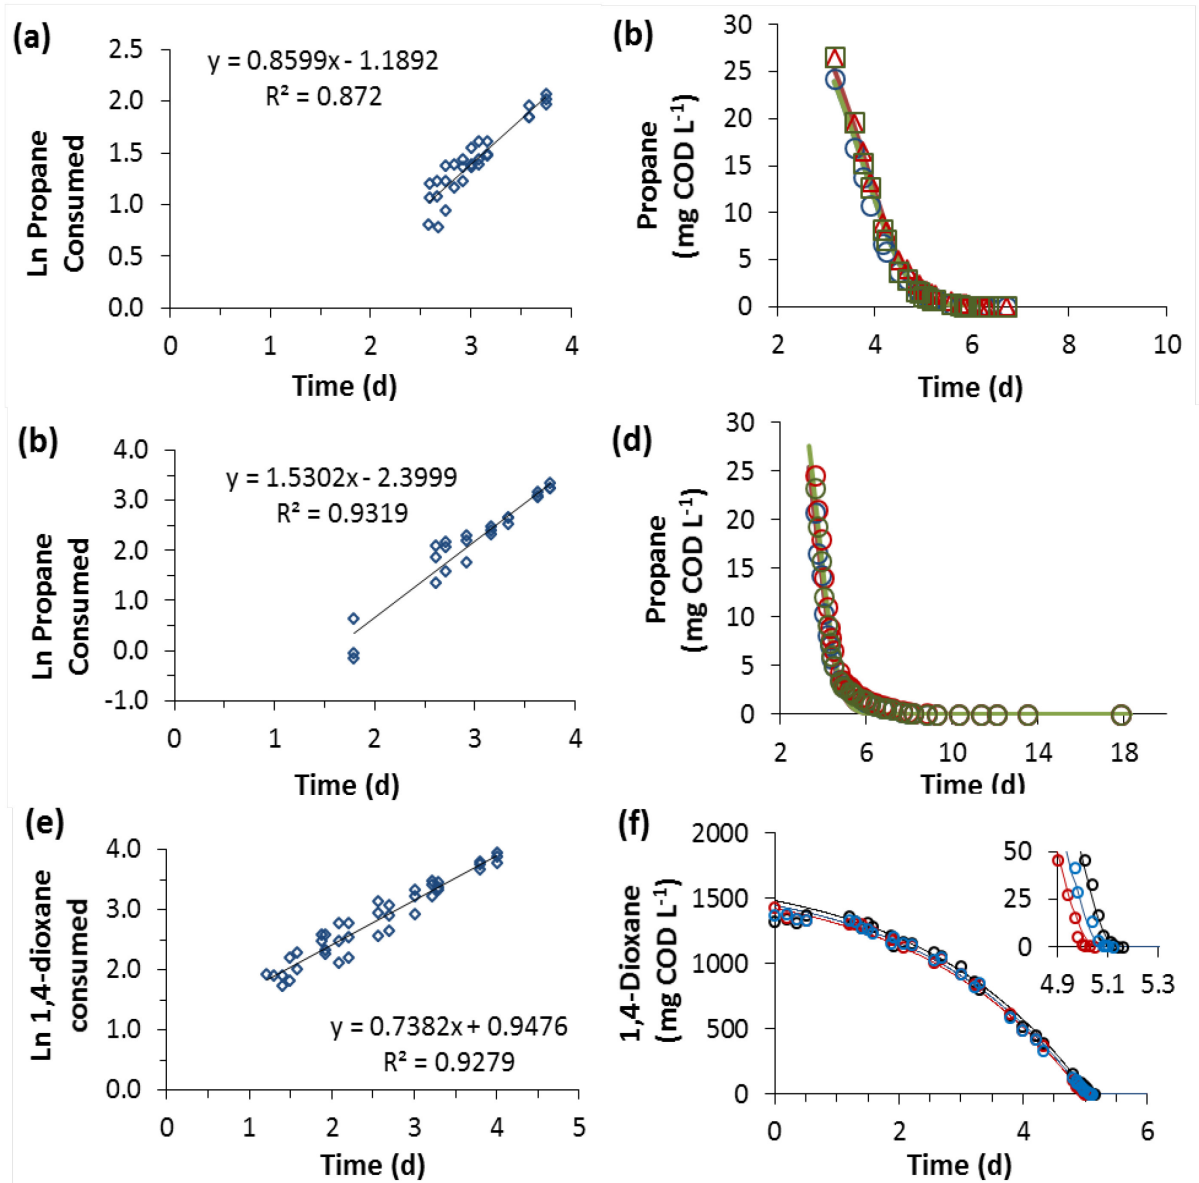 (a)
y = 0.8599x - 1.1892
R² = 0.872
Ln Propane
Consumed
2.5
2.0
1.5
1.0
0.5
0.0
0 1 2 3 4
Time (d)
(b)
Propane
(mg COD L⁻¹)
30
25
20
15
10
5
0
2 4 6 8 10
Time (d)
(b)
y = 1.5302x - 2.3999
R² = 0.9319
Ln Propane
Consumed
4.0
3.0
2.0
1.0
0.0
-1.0
0 1 2 3 4
Time (d)
(d)
Propane
(mg COD L⁻¹)
30
25
20
15
10
5
0
2 6 10 14 18
Time (d)
(e)
Ln 1,4-dioxane
consumed
4.0
3.0
2.0
1.0
0.0
y = 0.7382x + 0.9476
R² = 0.9279
0 1 2 3 4 5
Time (d)
(f)
1,4-Dioxane
(mg COD L⁻¹)
2000
1500
1000
500
0
0 2 4 6
Time (d)
50
25
0
4.9 5.1 5.3